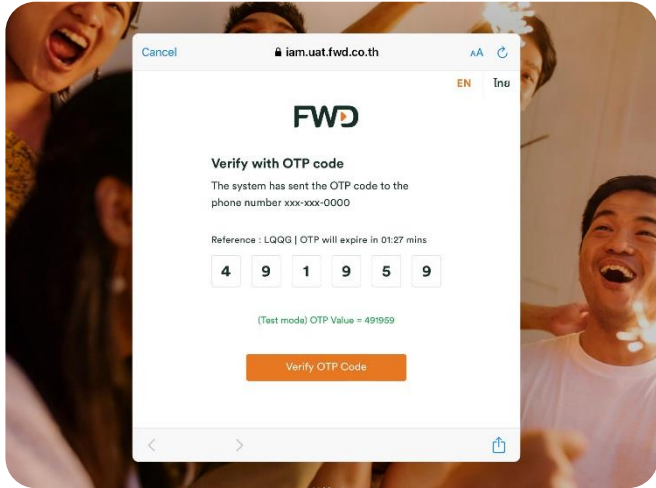 Cancel
iam.uat.fwd.co.th
AA
EN ไทย
FWD
Verify with OTP code
The system has sent the OTP code to the
phone number xxx-xxx-0000
Reference : LQQG | OTP will expire in 01:27 mins
4 9 1 9 5 9
(Test mode) OTP Value = 491959
Verify OTP Code